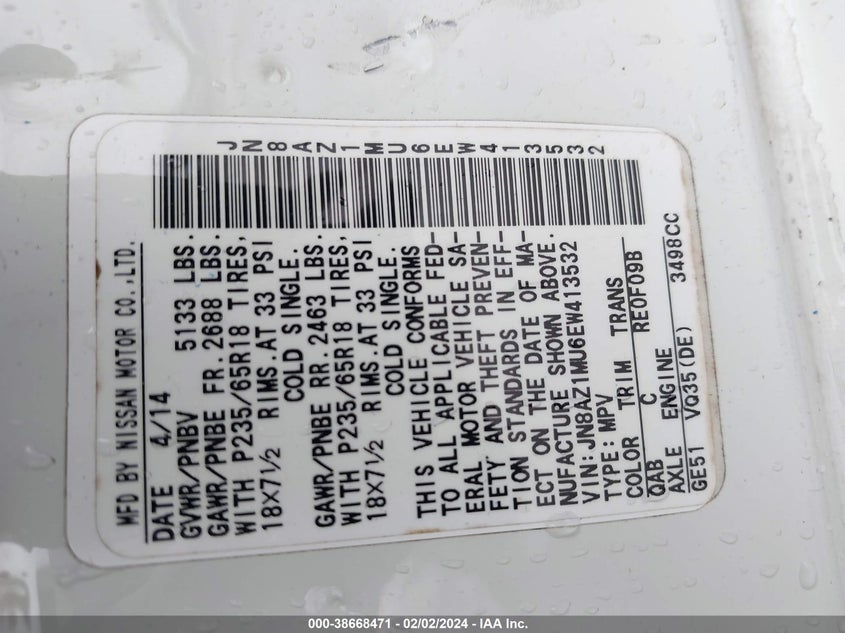 JN8AZ1MU6EW413532
MFD BY NISSAN MOTOR CO.,LTD.
DATE 4/14
GVWR/PNBV 5133 LBS.
GAWR/PNBE FR. 2688 LBS.
WITH P235/65R18 TIRES,
18X7½ RIMS.AT 33 PSI
COLD SINGLE.
GAWR/PNBE RR. 2463 LBS.
WITH P235/65R18 TIRES,
18X7½ RIMS.AT 33 PSI
COLD SINGLE.
THIS VEHICLE CONFORMS
TO ALL APPLICABLE FED-
ERAL MOTOR VEHICLE SA-
FETY AND THEFT PREVEN-
TION STANDARDS IN EFF-
ECT ON THE DATE OF MA-
NUFACTURE SHOWN ABOVE.
VIN:JN8AZ1MU6EW413532
TYPE:MPV
COLOR TRIM TRANS
QAB C RE0F09B
AXLE ENGINE
GE51 VQ35(DE) 3498CC
000-38668471 | 02/02/2024 | IAA Inc.